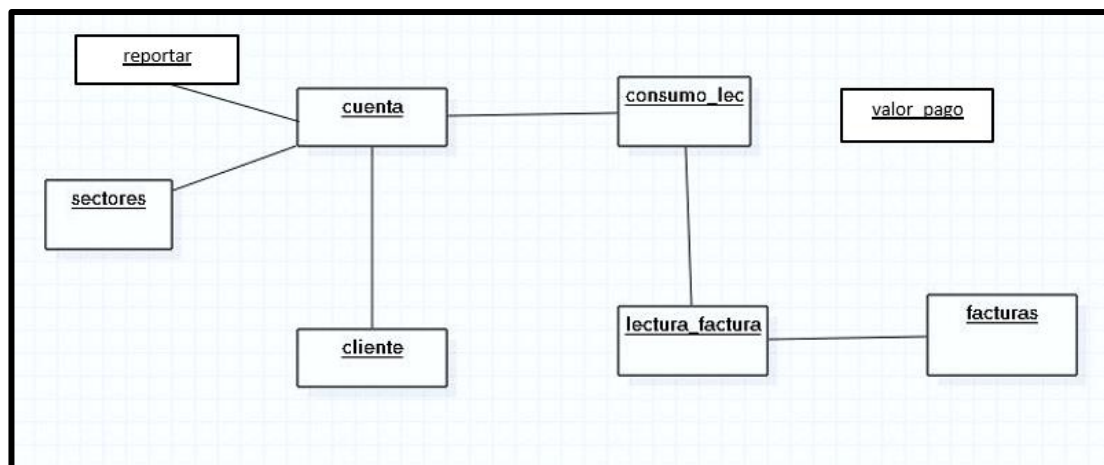 reportar
cuenta
consumo_lec
valor_pago
sectores
cliente
lectura_factura
facturas